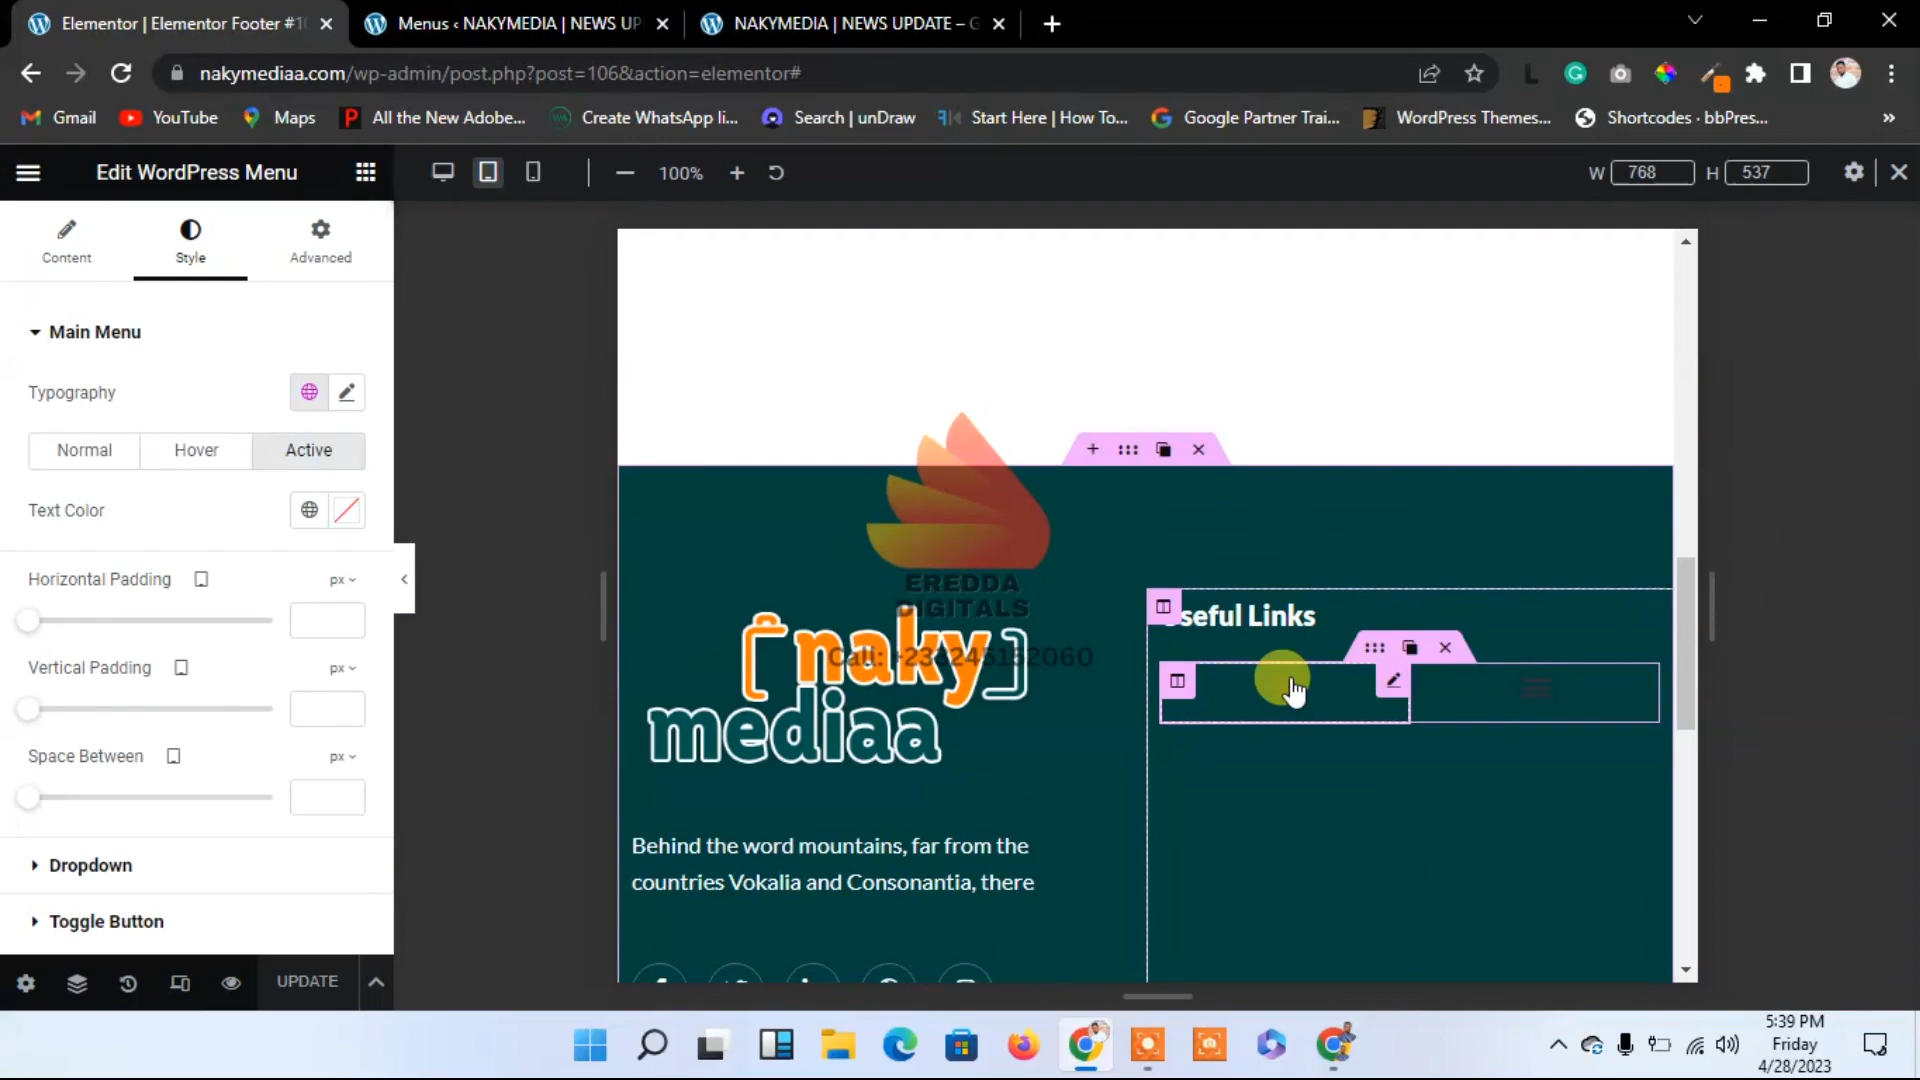 Elementor | Elementor Footer #1
Menus ‹ NAKYMEDIA | NEWS UP
NAKYMEDIA | NEWS UPDATE – G
nakymediaa.com/wp-admin/post.php?post=106&action=elementor#
Gmail
YouTube
Maps
All the New Adobe...
Create WhatsApp li...
Search | unDraw
Start Here | How To...
Google Partner Trai...
WordPress Themes...
Shortcodes · bbPres...
Edit WordPress Menu
100%
W 768 H 537
Content
Style
Advanced
Main Menu
Typography
Normal
Hover
Active
Text Color
Horizontal Padding
px
Vertical Padding
px
Space Between
px
Dropdown
Toggle Button
UPDATE
EREDDA
DIGITALS
Call: +233245152060
naky
mediaa
Behind the word mountains, far from the
countries Vokalia and Consonantia, there
seful Links
5:39 PM
Friday
4/28/2023